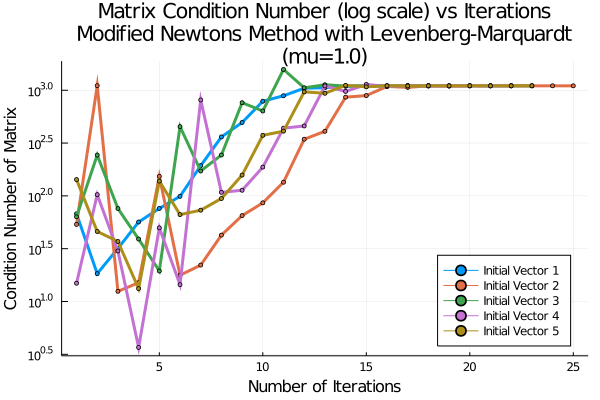 Matrix Condition Number (log scale) vs Iterations
Modified Newtons Method with Levenberg-Marquardt
(mu=1.0)
Condition Number of Matrix
10^3.0
10^2.5
10^2.0
10^1.5
10^1.0
10^0.5
Initial Vector 1
Initial Vector 2
Initial Vector 3
Initial Vector 4
Initial Vector 5
5
10
15
20
25
Number of Iterations